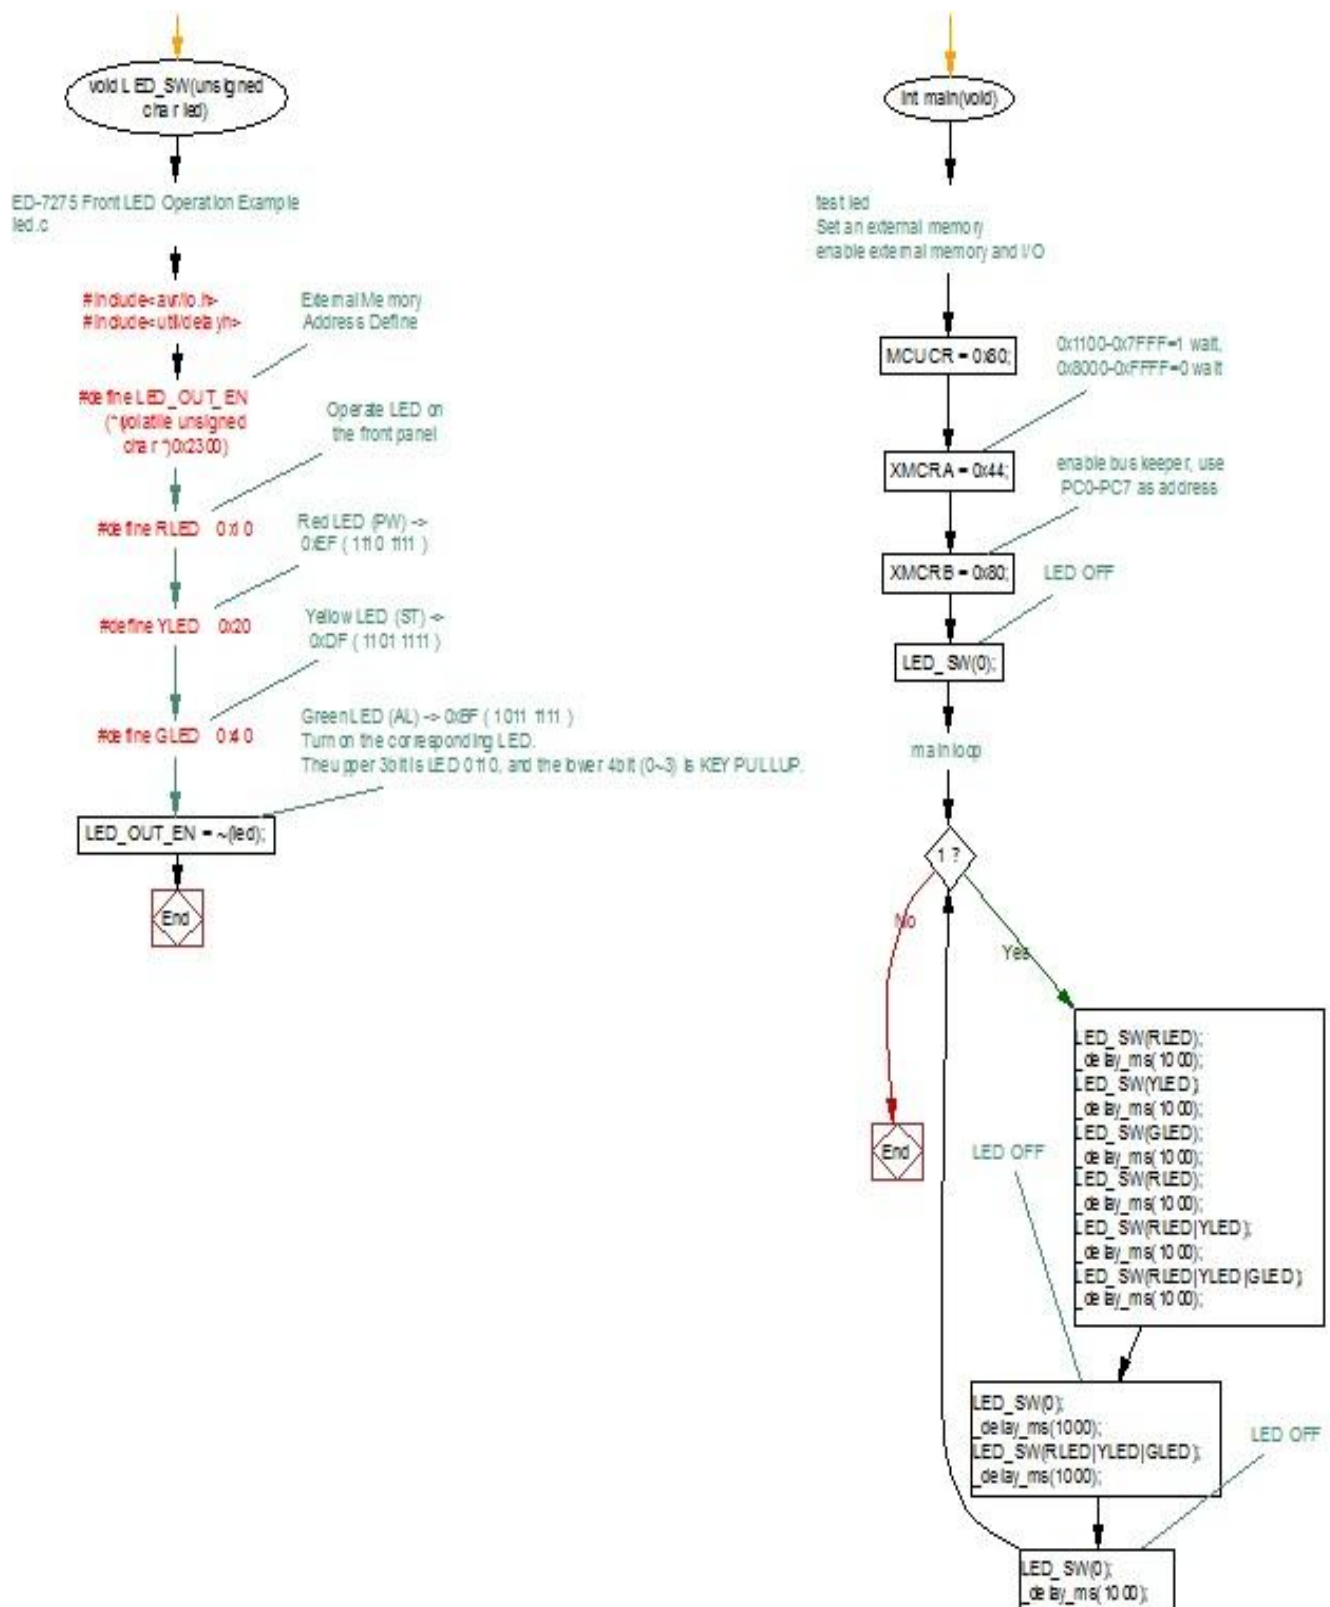 void LED_SW(unsigned
char led)
ED-7275 Front LED Operation Example
led.c
#include<avr/io.h>
#include<util/delay.h>
External Memory
Address Define
#define LED_OUT_EN
(*(volatile unsigned
char *)0x2300)
Operate LED on
the front panel
#define RLED 0x10
Red LED (PW) ->
0xEF ( 1110 1111 )
#define YLED 0x20
Yellow LED (ST) ->
0xDF ( 1101 1111 )
#define GLED 0x40
Green LED (AL) -> 0xBF ( 1011 1111 )
Turn on the corresponding LED.
The upper 3bit is LED 0110, and the lower 4bit (0~3) is KEY PULLUP.
LED_OUT_EN = ~(led);
End
int main(void)
test led
Set an external memory
enable external memory and I/O
MCUCR = 0x80;
0x1100-0x7FFF=1 wait,
0x8000-0xFFFF=0 wait
XMCRA = 0x44;
enable bus keeper, use
PC0-PC7 as address
XMCRB = 0x80;
LED OFF
LED_SW(0);
main loop
1 ?
No
Yes
LED_SW(RLED);
_delay_ms(1000);
LED_SW(YLED);
_delay_ms(1000);
LED_SW(GLED);
_delay_ms(1000);
LED_SW(RLED);
_delay_ms(1000);
LED_SW(RLED|YLED);
_delay_ms(1000);
LED_SW(RLED|YLED|GLED);
_delay_ms(1000);
End
LED OFF
LED_SW(0);
_delay_ms(1000);
LED_SW(RLED|YLED|GLED);
_delay_ms(1000);
LED OFF
LED_SW(0);
_delay_ms(1000);